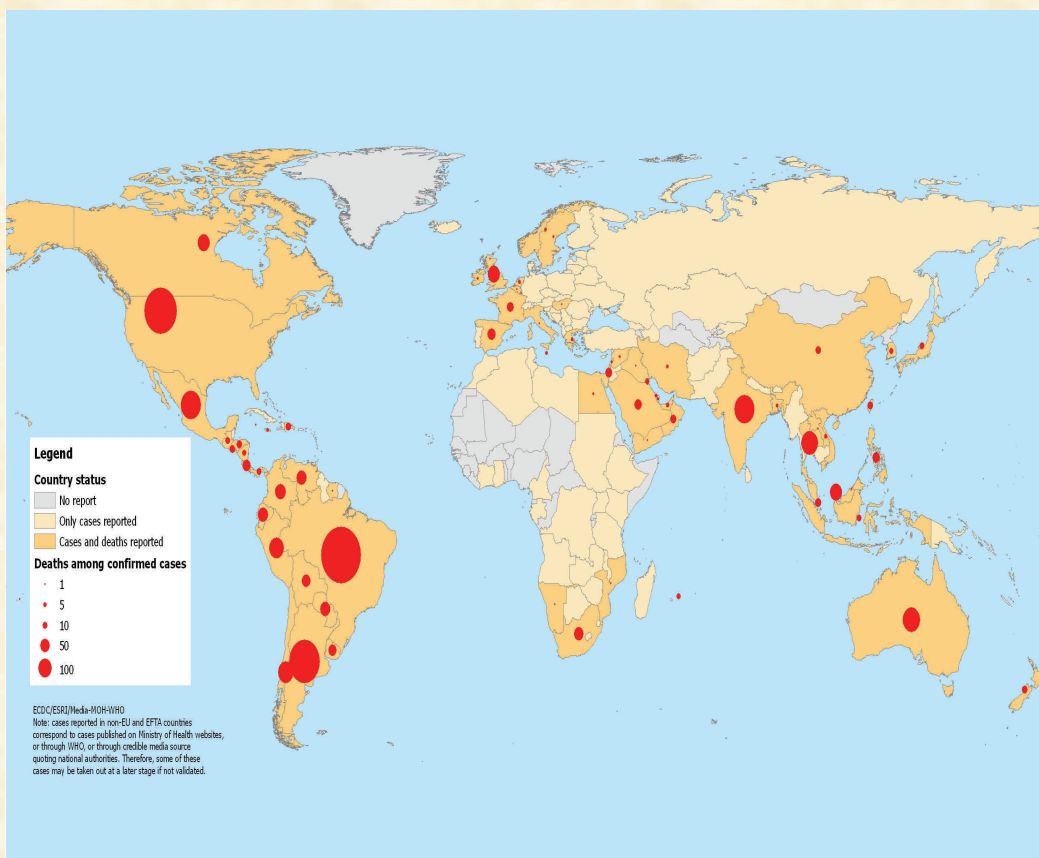 Legend
Country status
No report
Only cases reported
Cases and deaths reported
Deaths among confirmed cases
1
5
10
50
100
ECDC/ESRI/Media-MOH-WHO
Note: cases reported in non-EU and EFTA countries
correspond to cases published on Ministry of Health websites,
or through WHO, or through credible media source
quoting national authorities. Therefore, some of these
cases may be taken out at a later stage if not validated.